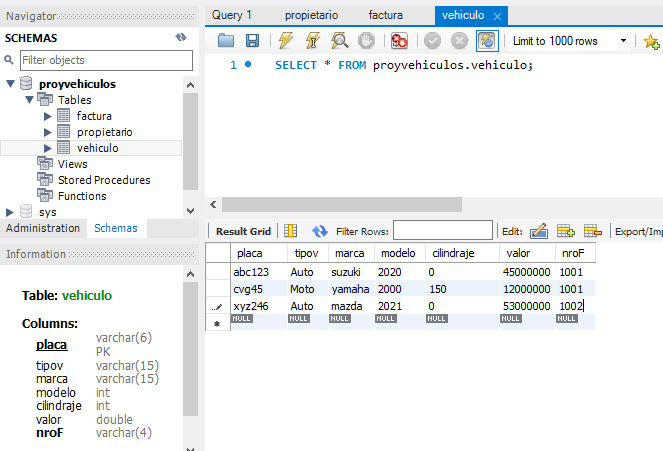 Navigator
SCHEMAS
Filter objects
proyvehiculos
Tables
factura
propietario
vehiculo
Views
Stored Procedures
Functions
sys
Administration Schemas
Information
Table: vehiculo
Columns:
placa varchar(6)
PK
tipov varchar(15)
marca varchar(15)
modelo int
cilindraje int
valor double
nroF varchar(4)
Query 1 propietario factura vehiculo
Limit to 1000 rows
1 SELECT * FROM proyvehiculos.vehiculo;
Result Grid Filter Rows: Edit: Export/Imp
placa tipov marca modelo cilindraje valor nroF
abc123 Auto suzuki 2020 0 45000000 1001
cvg45 Moto yamaha 2000 150 12000000 1001
xyz246 Auto mazda 2021 0 53000000 1002
NULL NULL NULL NULL NULL NULL NULL